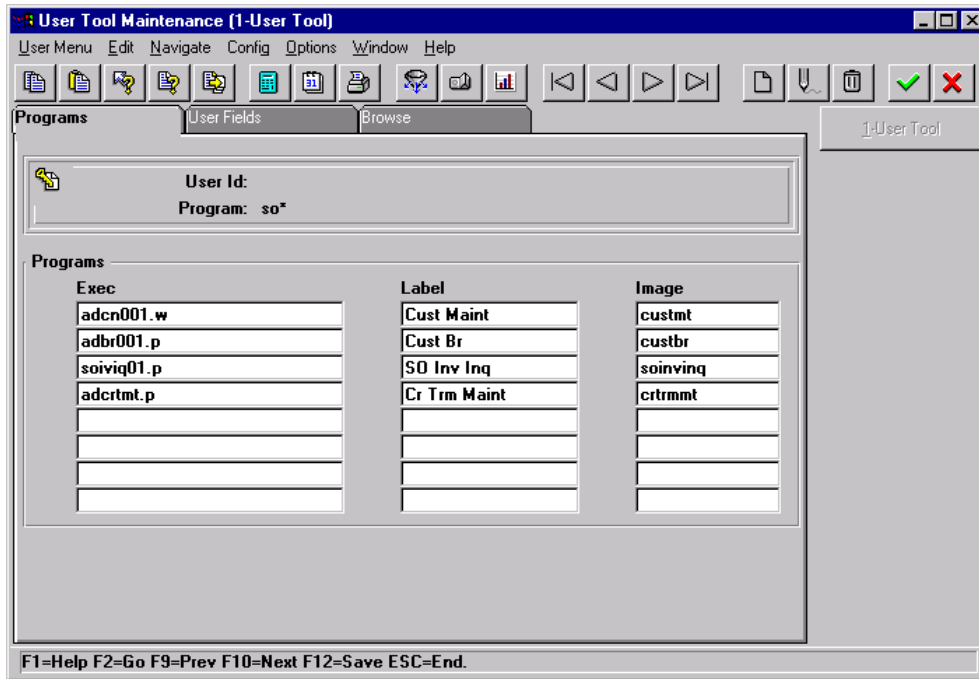 User Tool Maintenance (1-User Tool)
User Menu Edit Navigate Config Options Window Help
31
Programs User Fields Browse
1-User Tool
User Id:
Program: so*
Programs
Exec Label Image
adcn001.w Cust Maint custmt
adbr001.p Cust Br custbr
soiviq01.p SO Inv Inq soinvinq
adcrtmt.p Cr Trm Maint crtrmmt
F1=Help F2=Go F9=Prev F10=Next F12=Save ESC=End.